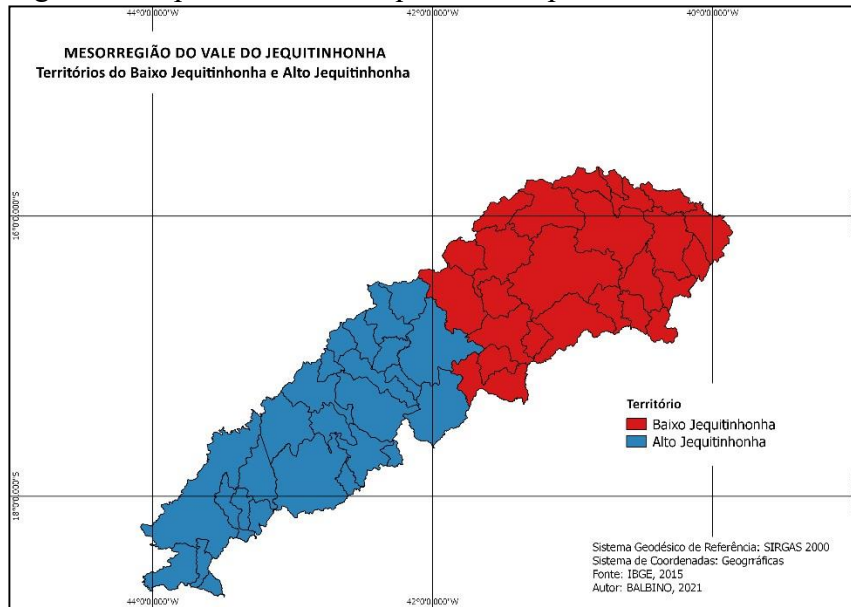 44°0'0.000"W 42°0'0.000"W 40°0'0.000"W
MESORREGIÃO DO VALE DO JEQUITINHONHA
Territórios do Baixo Jequitinhonha e Alto Jequitinhonha
16°0'0.000"S
Território
Baixo Jequitinhonha
Alto Jequitinhonha
18°0'0.000"S
Sistema Geodésico de Referência: SIRGAS 2000
Sistema de Coordenadas: Geogrráficas
Fonte: IBGE, 2015
Autor: BALBINO, 2021
44°0'0.000"W 42°0'0.000"W